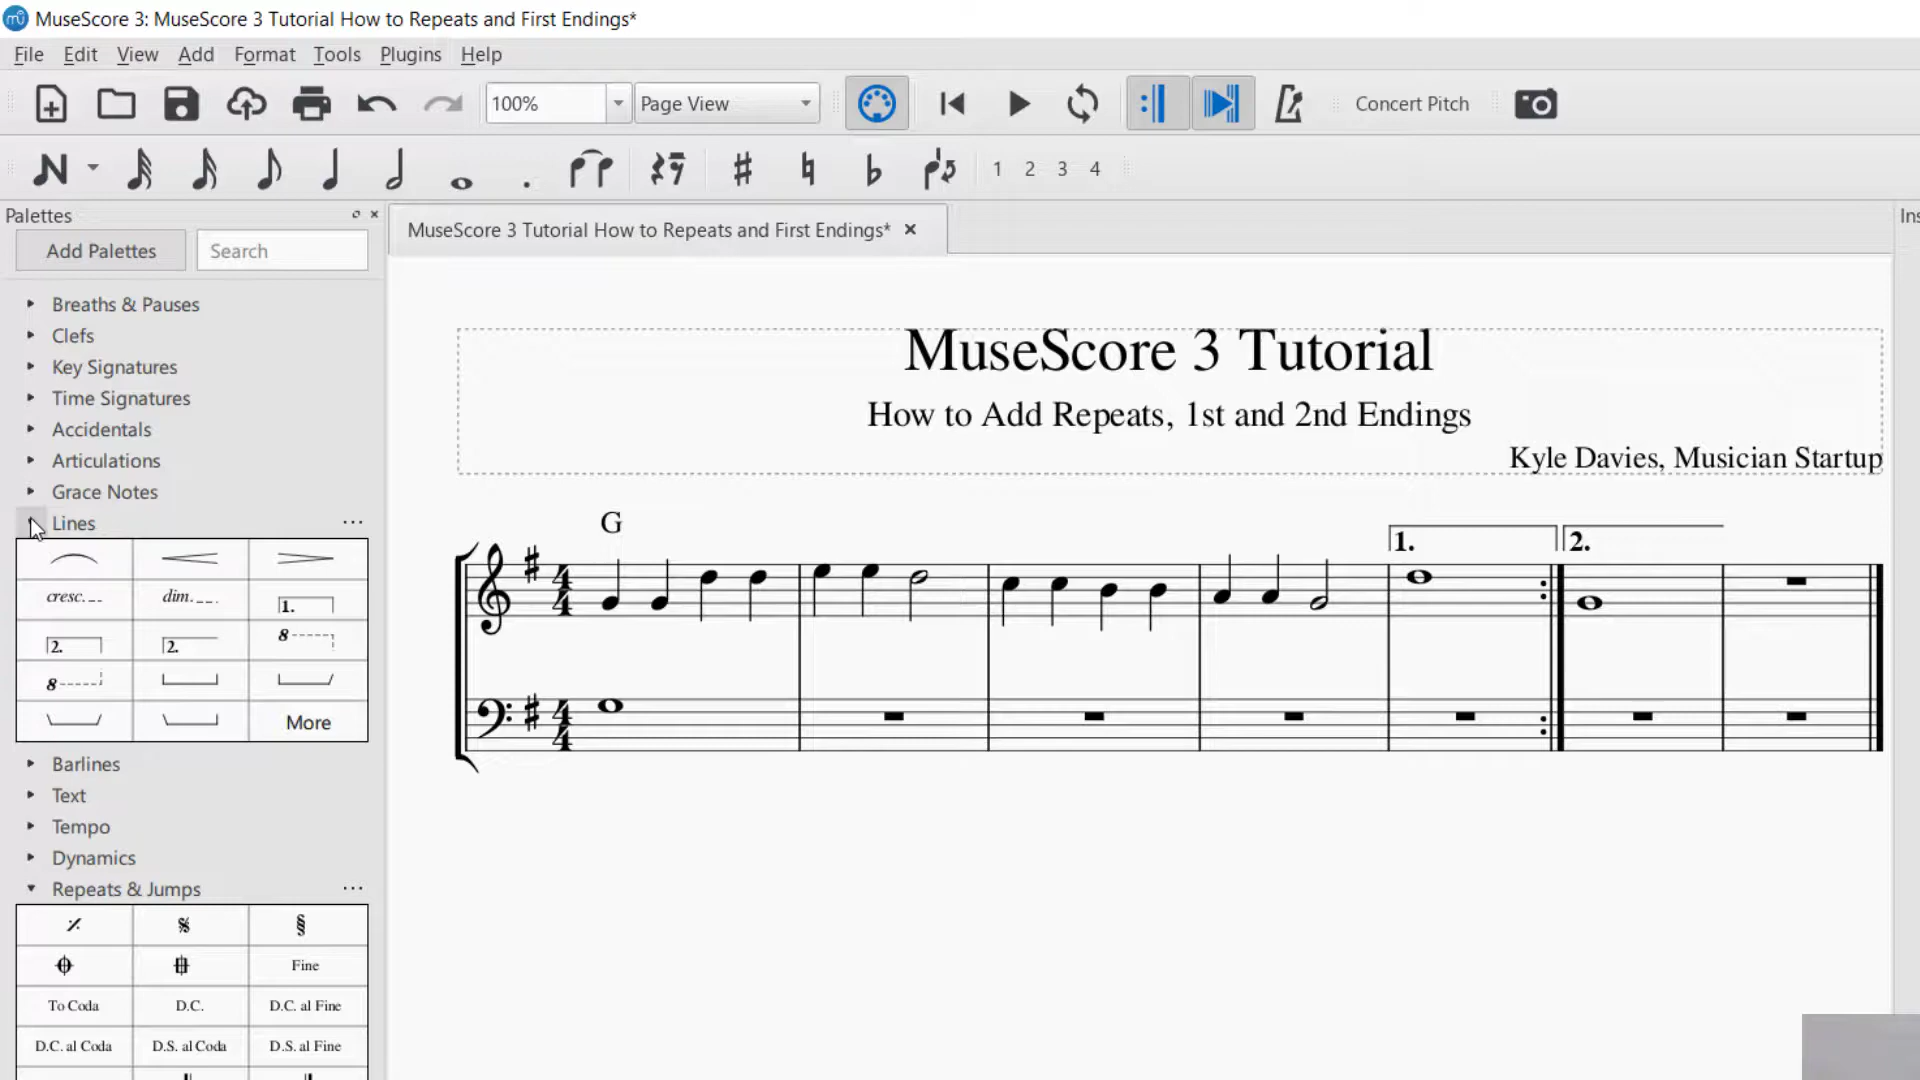 MuseScore 3: MuseScore 3 Tutorial How to Repeats and First Endings*
File Edit View Add Format Tools Plugins Help
100% Page View Concert Pitch
1 2 3 4
Palettes
Add Palettes Search
MuseScore 3 Tutorial How to Repeats and First Endings*
Ins
Breaths & Pauses
Clefs
Key Signatures
Time Signatures
Accidentals
Articulations
Grace Notes
Lines
cresc. dim. 1.
2. 2. 8
8
More
Barlines
Text
Tempo
Dynamics
Repeats & Jumps
Fine
To Coda D.C. D.C. al Fine
D.C. al Coda D.S. al Coda D.S. al Fine
MuseScore 3 Tutorial
How to Add Repeats, 1st and 2nd Endings
Kyle Davies, Musician Startup
G
1. 2.
4
4
4
4